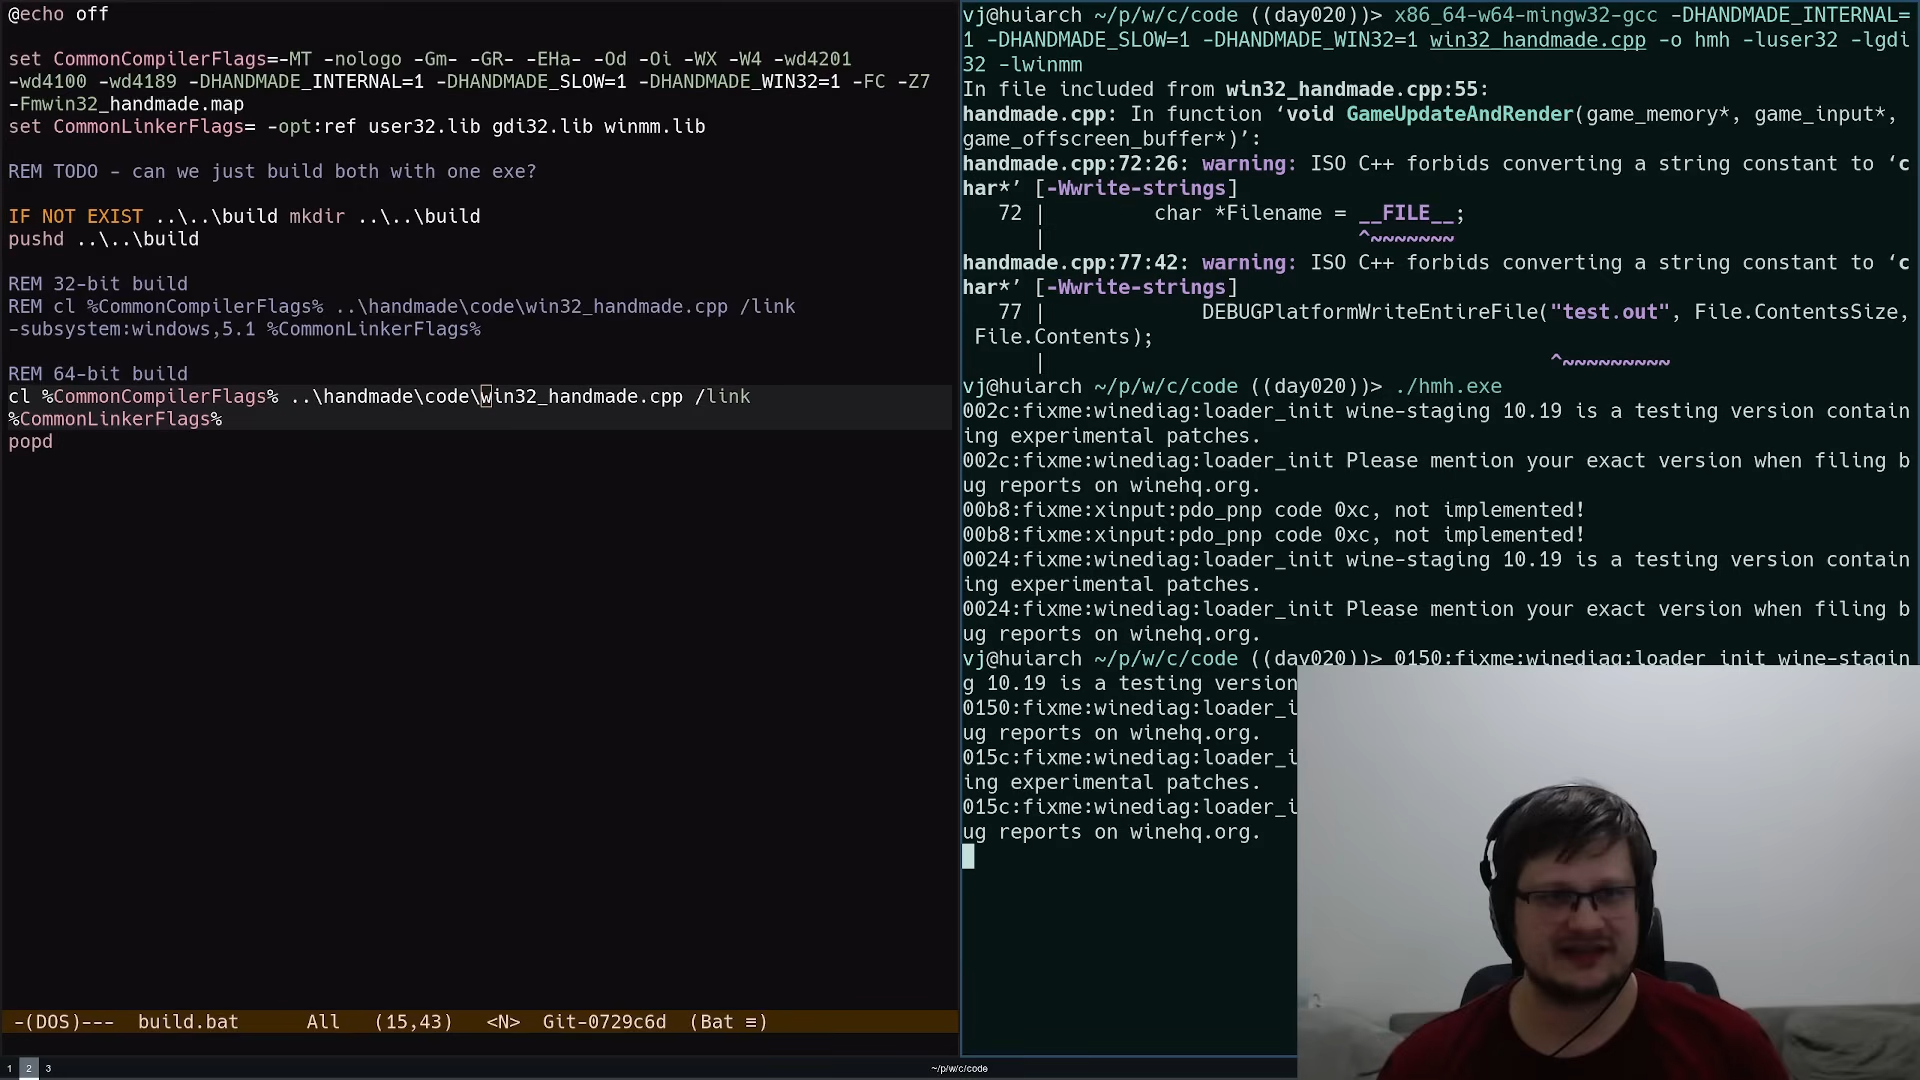 @echo off
set CommonCompilerFlags=-MT -nologo -Gm- -GR- -EHa- -Od -Oi -WX -W4 -wd4201
-wd4100 -wd4189 -DHANDMADE_INTERNAL=1 -DHANDMADE_SLOW=1 -DHANDMADE_WIN32=1 -FC -Z7
-Fmwin32_handmade.map
set CommonLinkerFlags= -opt:ref user32.lib gdi32.lib winmm.lib
REM TODO - can we just build both with one exe?
IF NOT EXIST ..\..\build mkdir ..\..\build
pushd ..\..\build
REM 32-bit build
REM cl %CommonCompilerFlags% ..\handmade\code\win32_handmade.cpp /link
-subsystem:windows,5.1 %CommonLinkerFlags%
REM 64-bit build
cl %CommonCompilerFlags% ..\handmade\code\win32_handmade.cpp /link
%CommonLinkerFlags%
popd
-(DOS)--- build.bat All (15,43) <N> Git-0729c6d (Bat ≡)
vj@huiarch ~/p/w/c/code ((day020))> x86_64-w64-mingw32-gcc -DHANDMADE_INTERNAL=
1 -DHANDMADE_SLOW=1 -DHANDMADE_WIN32=1 win32_handmade.cpp -o hmh -luser32 -lgdi
32 -lwinmm
In file included from win32_handmade.cpp:55:
handmade.cpp: In function ‘void GameUpdateAndRender(game_memory*, game_input*,
game_offscreen_buffer*)’:
handmade.cpp:72:26: warning: ISO C++ forbids converting a string constant to ‘c
har*’ [-Wwrite-strings]
72 | char *Filename = __FILE__;
| ^~~~~~~~
handmade.cpp:77:42: warning: ISO C++ forbids converting a string constant to ‘c
har*’ [-Wwrite-strings]
77 | DEBUGPlatformWriteEntireFile("test.out", File.ContentsSize,
File.Contents);
| ^~~~~~~~~~
vj@huiarch ~/p/w/c/code ((day020))> ./hmh.exe
002c:fixme:winediag:loader_init wine-staging 10.19 is a testing version contain
ing experimental patches.
002c:fixme:winediag:loader_init Please mention your exact version when filing b
ug reports on winehq.org.
00b8:fixme:xinput:pdo_pnp code 0xc, not implemented!
00b8:fixme:xinput:pdo_pnp code 0xc, not implemented!
0024:fixme:winediag:loader_init wine-staging 10.19 is a testing version contain
ing experimental patches.
0024:fixme:winediag:loader_init Please mention your exact version when filing b
ug reports on winehq.org.
vj@huiarch ~/p/w/c/code ((day020))> 0150:fixme:winediag:loader_init wine-stagin
g 10.19 is a testing version
0150:fixme:winediag:loader_i
ug reports on winehq.org.
015c:fixme:winediag:loader_i
ing experimental patches.
015c:fixme:winediag:loader_i
ug reports on winehq.org.
1 2 3 ~/p/w/c/code